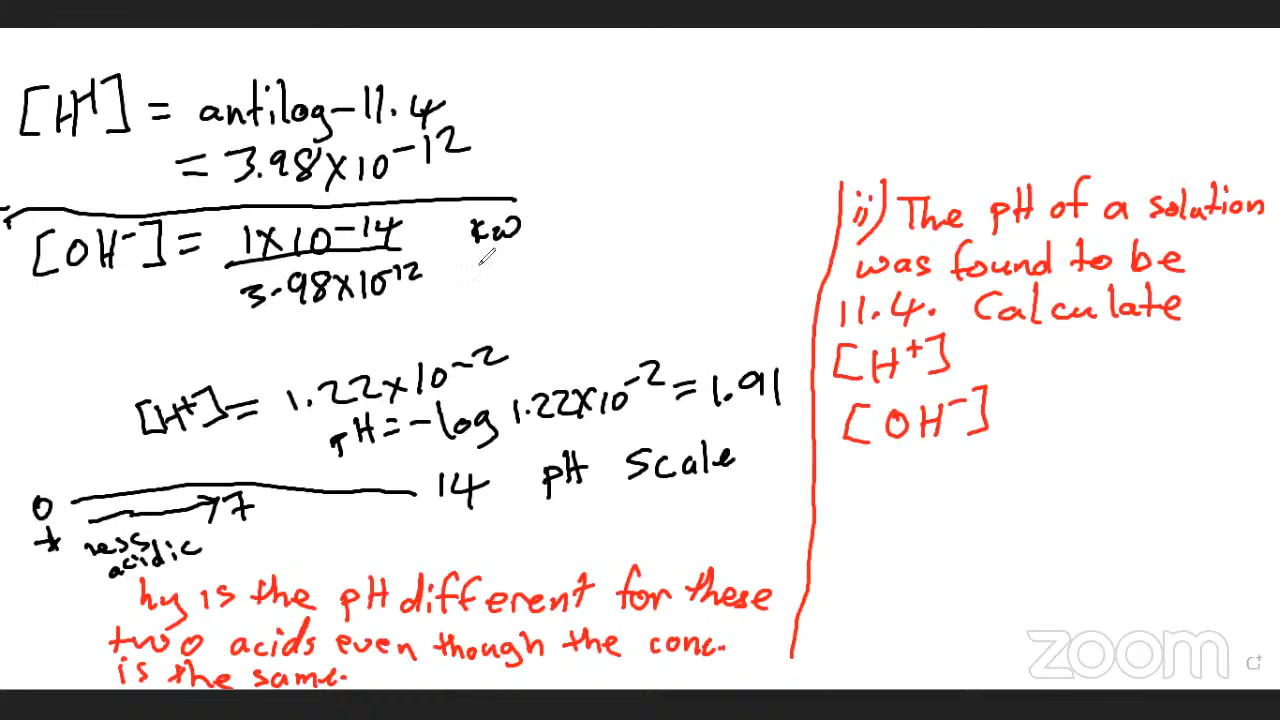 [H+] = antilog-11.4
= 3.98x10-12
[OH-] = 1x10-14 Kw
3.98x10-12
[H+] = 1.22x10-2
pH = -log 1.22x10-2 = 1.91
0 7 14 pH Scale
less
acidic
hy is the pH different for these
two acids even though the conc.
is the same.
ii) The pH of a solution
was found to be
11.4. Calculate
[H+]
[OH-]
zoom